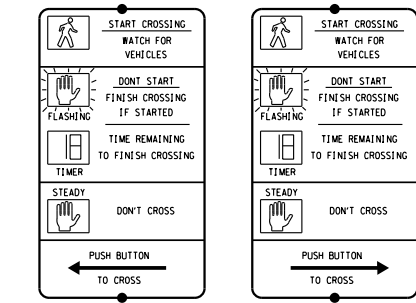 START CROSSING
WATCH FOR
VEHICLES
DONT START
FINISH CROSSING
IF STARTED
FLASHING
TIME REMAINING
TO FINISH CROSSING
18
TIMER
STEADY
DON'T CROSS
PUSH BUTTON
TO CROSS
START CROSSING
WATCH FOR
VEHICLES
DONT START
FINISH CROSSING
IF STARTED
FLASHING
TIME REMAINING
TO FINISH CROSSING
18
TIMER
STEADY
DON'T CROSS
PUSH BUTTON
TO CROSS